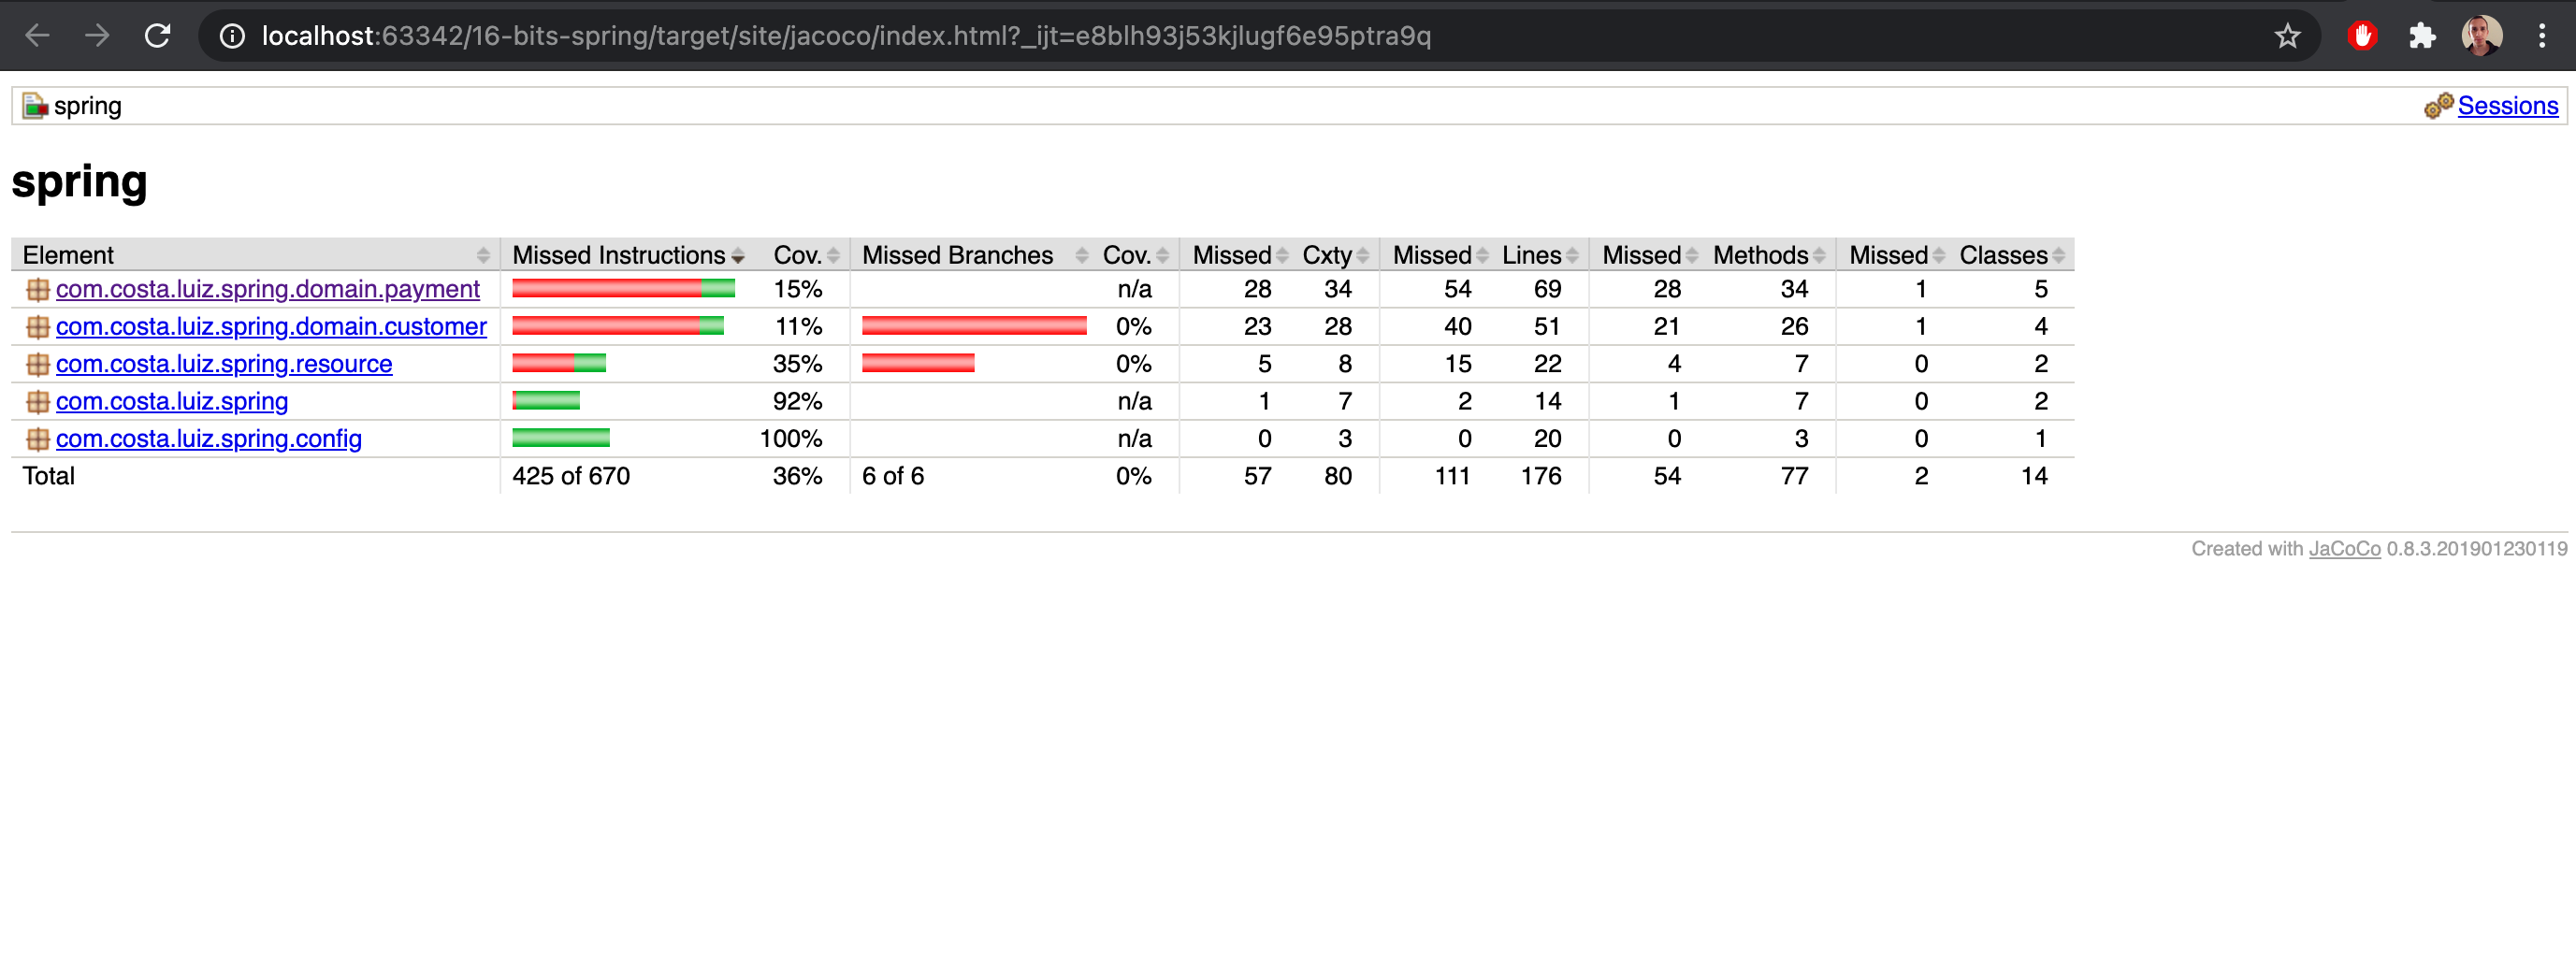 localhost:63342/16-bits-spring/target/site/jacoco/index.html?_ijt=e8blh93j53kjlugf6e95ptra9q
spring Sessions
spring
Element Missed Instructions Cov. Missed Branches Cov. Missed Cxty Missed Lines Missed Methods Missed Classes
com.costa.luiz.spring.domain.payment 15% n/a 28 34 54 69 28 34 1 5
com.costa.luiz.spring.domain.customer 11% 0% 23 28 40 51 21 26 1 4
com.costa.luiz.spring.resource 35% 0% 5 8 15 22 4 7 0 2
com.costa.luiz.spring 92% n/a 1 7 2 14 1 7 0 2
com.costa.luiz.spring.config 100% n/a 0 3 0 20 0 3 0 1
Total 425 of 670 36% 6 of 6 0% 57 80 111 176 54 77 2 14
Created with JaCoCo 0.8.3.201901230119